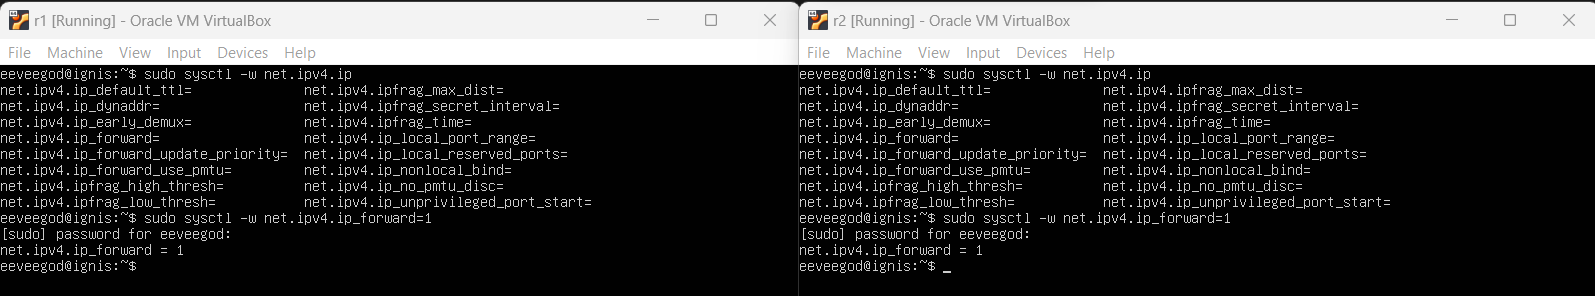 r1 [Running] - Oracle VM VirtualBox
File Machine View Input Devices Help
eeveegod@ignis:~$ sudo sysctl -w net.ipv4.ip
net.ipv4.ip_default_ttl= net.ipv4.ipfrag_max_dist=
net.ipv4.ip_dynaddr= net.ipv4.ipfrag_secret_interval=
net.ipv4.ip_early_demux= net.ipv4.ipfrag_time=
net.ipv4.ip_forward= net.ipv4.ip_local_port_range=
net.ipv4.ip_forward_update_priority= net.ipv4.ip_local_reserved_ports=
net.ipv4.ip_forward_use_pmtu= net.ipv4.ip_nonlocal_bind=
net.ipv4.ipfrag_high_thresh= net.ipv4.ip_no_pmtu_disc=
net.ipv4.ipfrag_low_thresh= net.ipv4.ip_unprivileged_port_start=
eeveegod@ignis:~$ sudo sysctl -w net.ipv4.ip_forward=1
[sudo] password for eeveegod:
net.ipv4.ip_forward = 1
eeveegod@ignis:~$
r2 [Running] - Oracle VM VirtualBox
File Machine View Input Devices Help
eeveegod@ignis:~$ sudo sysctl -w net.ipv4.ip
net.ipv4.ip_default_ttl= net.ipv4.ipfrag_max_dist=
net.ipv4.ip_dynaddr= net.ipv4.ipfrag_secret_interval=
net.ipv4.ip_early_demux= net.ipv4.ipfrag_time=
net.ipv4.ip_forward= net.ipv4.ip_local_port_range=
net.ipv4.ip_forward_update_priority= net.ipv4.ip_local_reserved_ports=
net.ipv4.ip_forward_use_pmtu= net.ipv4.ip_nonlocal_bind=
net.ipv4.ipfrag_high_thresh= net.ipv4.ip_no_pmtu_disc=
net.ipv4.ipfrag_low_thresh= net.ipv4.ip_unprivileged_port_start=
eeveegod@ignis:~$ sudo sysctl -w net.ipv4.ip_forward=1
[sudo] password for eeveegod:
net.ipv4.ip_forward = 1
eeveegod@ignis:~$ _